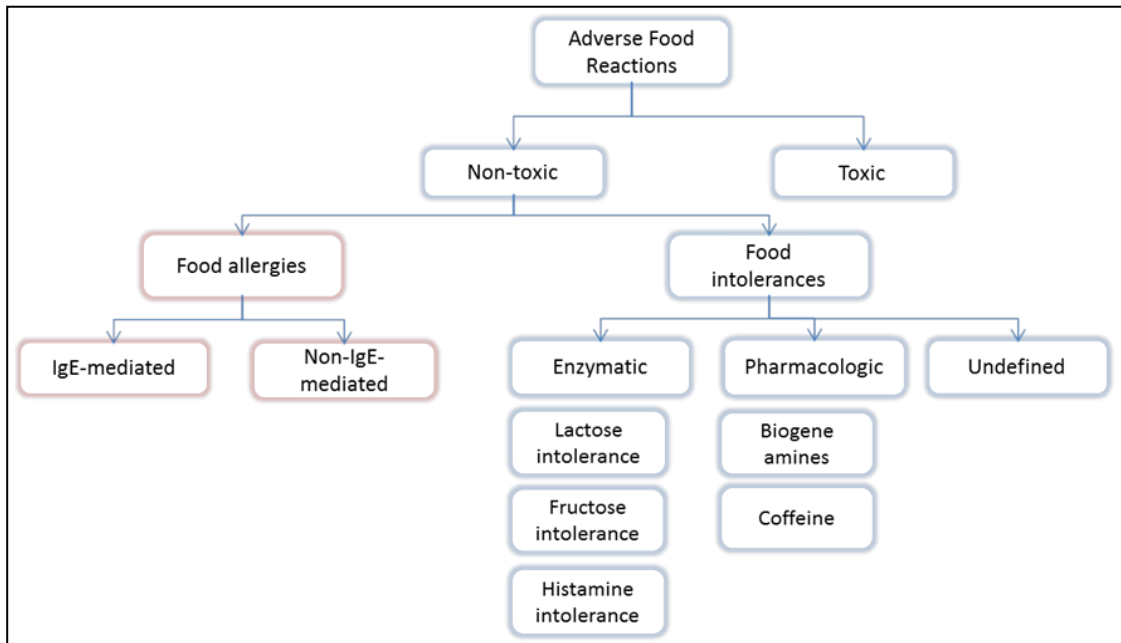 Adverse Food
Reactions
Non-toxic
Toxic
Food allergies
Food
intolerances
IgE-mediated
Non-IgE-
mediated
Enzymatic
Pharmacologic
Undefined
Lactose
intolerance
Biogene
amines
Fructose
intolerance
Coffeine
Histamine
intolerance